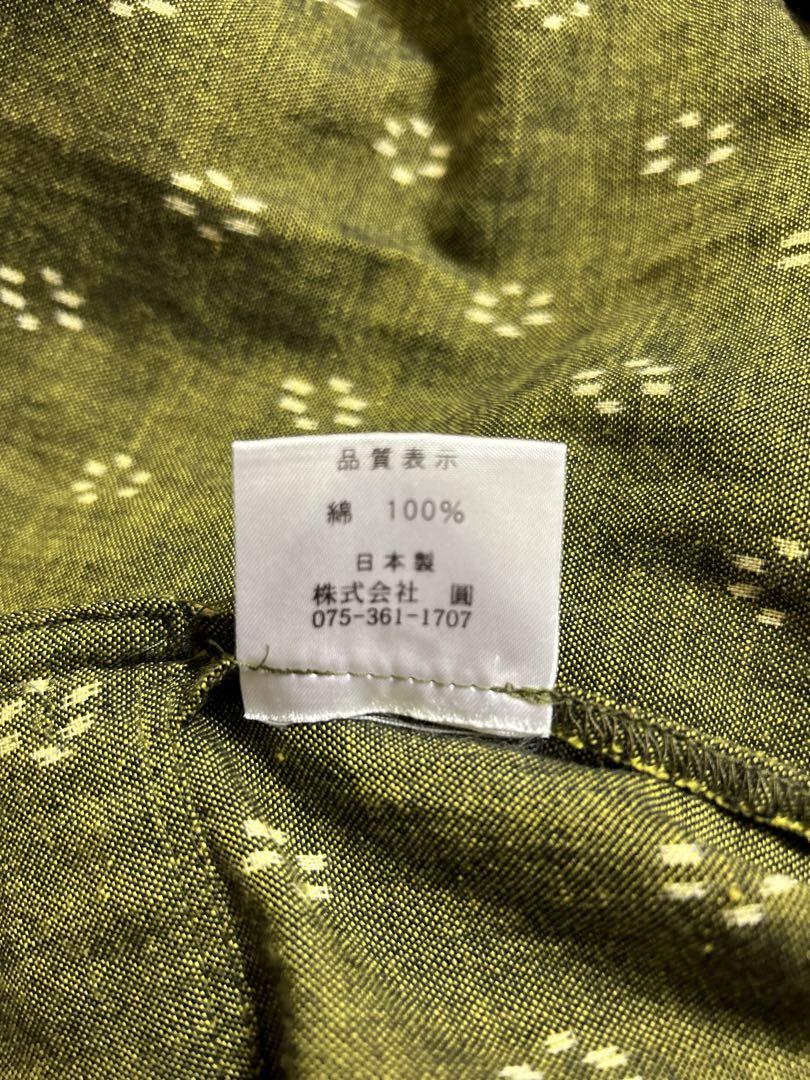 品質表示
綿 100%
日本製
株式会社 圓
075-361-1707